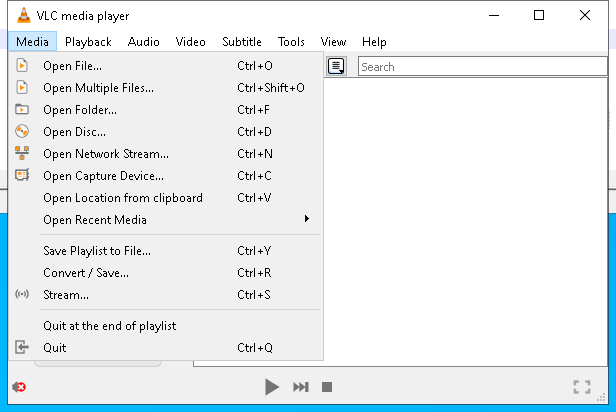 VLC media player
Media Playback Audio Video Subtitle Tools View Help
Open File... Ctrl+O
Open Multiple Files... Ctrl+Shift+O
Open Folder... Ctrl+F
Open Disc... Ctrl+D
Open Network Stream... Ctrl+N
Open Capture Device... Ctrl+C
Open Location from clipboard Ctrl+V
Open Recent Media
Save Playlist to File... Ctrl+Y
Convert / Save... Ctrl+R
Stream... Ctrl+S
Quit at the end of playlist
Quit Ctrl+Q
Search